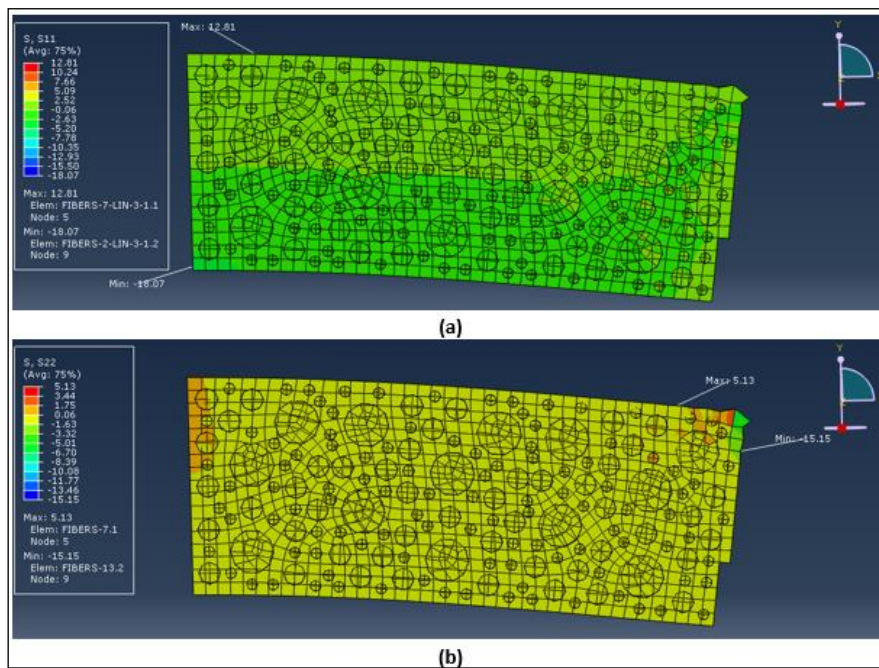 S, S11
(Avg: 75%)
12.81
10.24
7.66
5.09
2.52
-0.06
-2.63
-5.20
-7.78
-10.35
-12.93
-15.50
-18.07
Max: 12.81
Elem: FIBERS-7-LIN-3-1.1
Node: 5
Min: -18.07
Elem: FIBERS-2-LIN-3-1.2
Node: 9
Max: 12.81
Min: -18.07
Y
(a)
S, S22
(Avg: 75%)
5.13
3.44
1.75
0.06
-1.63
-3.32
-5.01
-6.70
-8.39
-10.08
-11.77
-13.46
-15.15
Max: 5.13
Elem: FIBERS-7.1
Node: 5
Min: -15.15
Elem: FIBERS-13.2
Node: 9
Max: 5.13
Min: -15.15
Y
(b)